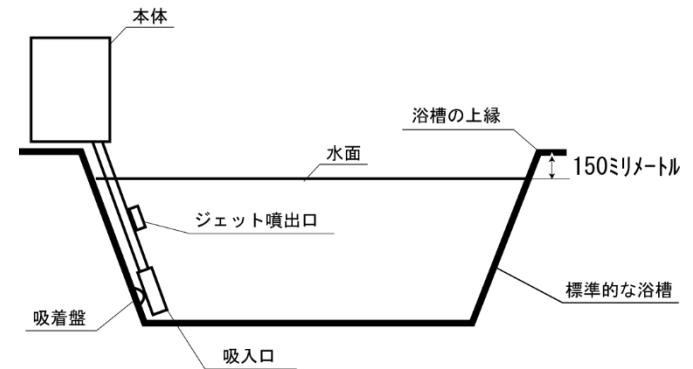 本体
浴槽の上縁
水面
150ミリメートル
ジェット噴出口
標準的な浴槽
吸着盤
吸入口